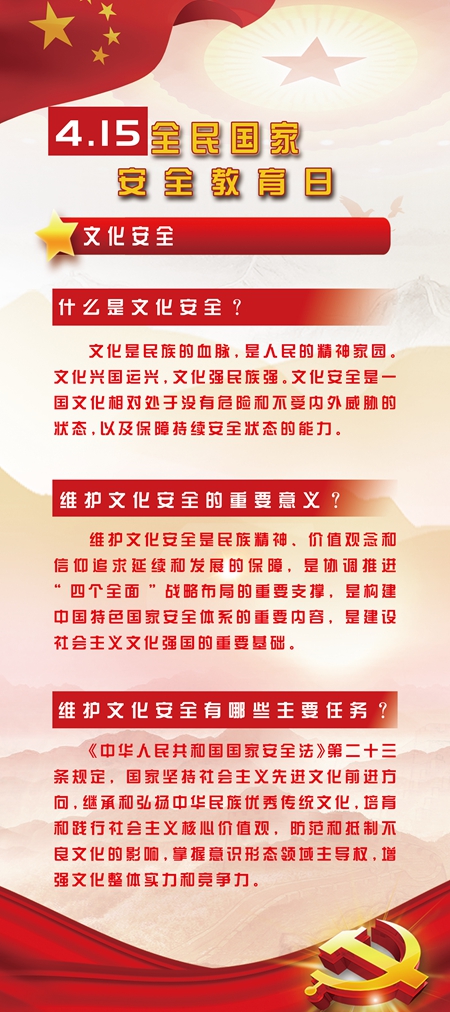 4.15全民国家
安全教育日
文化安全
什么是文化安全？
文化是民族的血脉，是人民的精神家园。
文化兴国运兴，文化强民族强。文化安全是一
国文化相对处于没有危险和不受内外威胁的
状态，以及保障持续安全状态的能力。
维护文化安全的重要意义？
维护文化安全是民族精神、价值观念和
信仰追求延续和发展的保障，是协调推进
“四个全面”战略布局的重要支撑，是构建
中国特色国家安全体系的重要内容，是建设
社会主义文化强国的重要基础。
维护文化安全有哪些主要任务？
《中华人民共和国国家安全法》第二十三
条规定，国家坚持社会主义先进文化前进方
向，继承和弘扬中华民族优秀传统文化，培育
和践行社会主义核心价值观，防范和抵制不
良文化的影响，掌握意识形态领域主导权，增
强文化整体实力和竞争力。